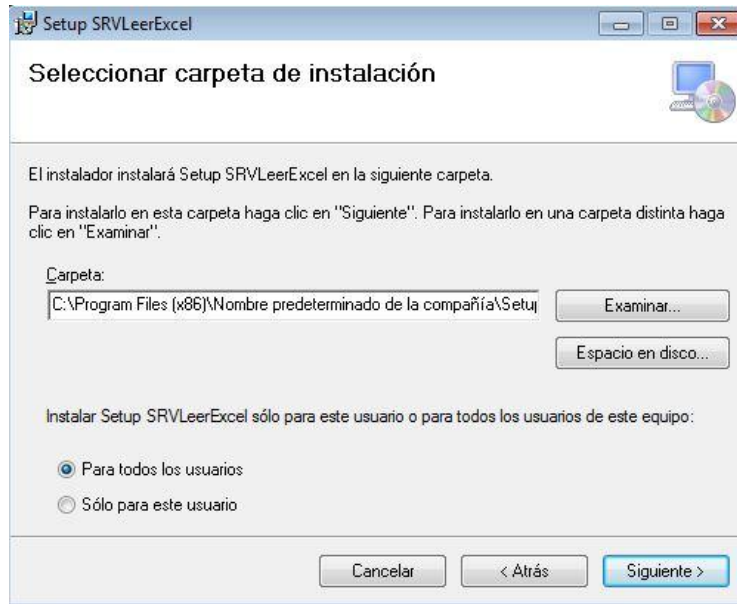 Setup SRVLeerExcel
Seleccionar carpeta de instalación
El instalador instalará Setup SRVLeerExcel en la siguiente carpeta.
Para instalarlo en esta carpeta haga clic en "Siguiente". Para instalarlo en una carpeta distinta haga
clic en "Examinar".
Carpeta:
C:\Program Files (x86)\Nombre predeterminado de la compañía\Setup
Examinar...
Espacio en disco...
Instalar Setup SRVLeerExcel sólo para este usuario o para todos los usuarios de este equipo:
Para todos los usuarios
Sólo para este usuario
Cancelar
< Atrás
Siguiente >